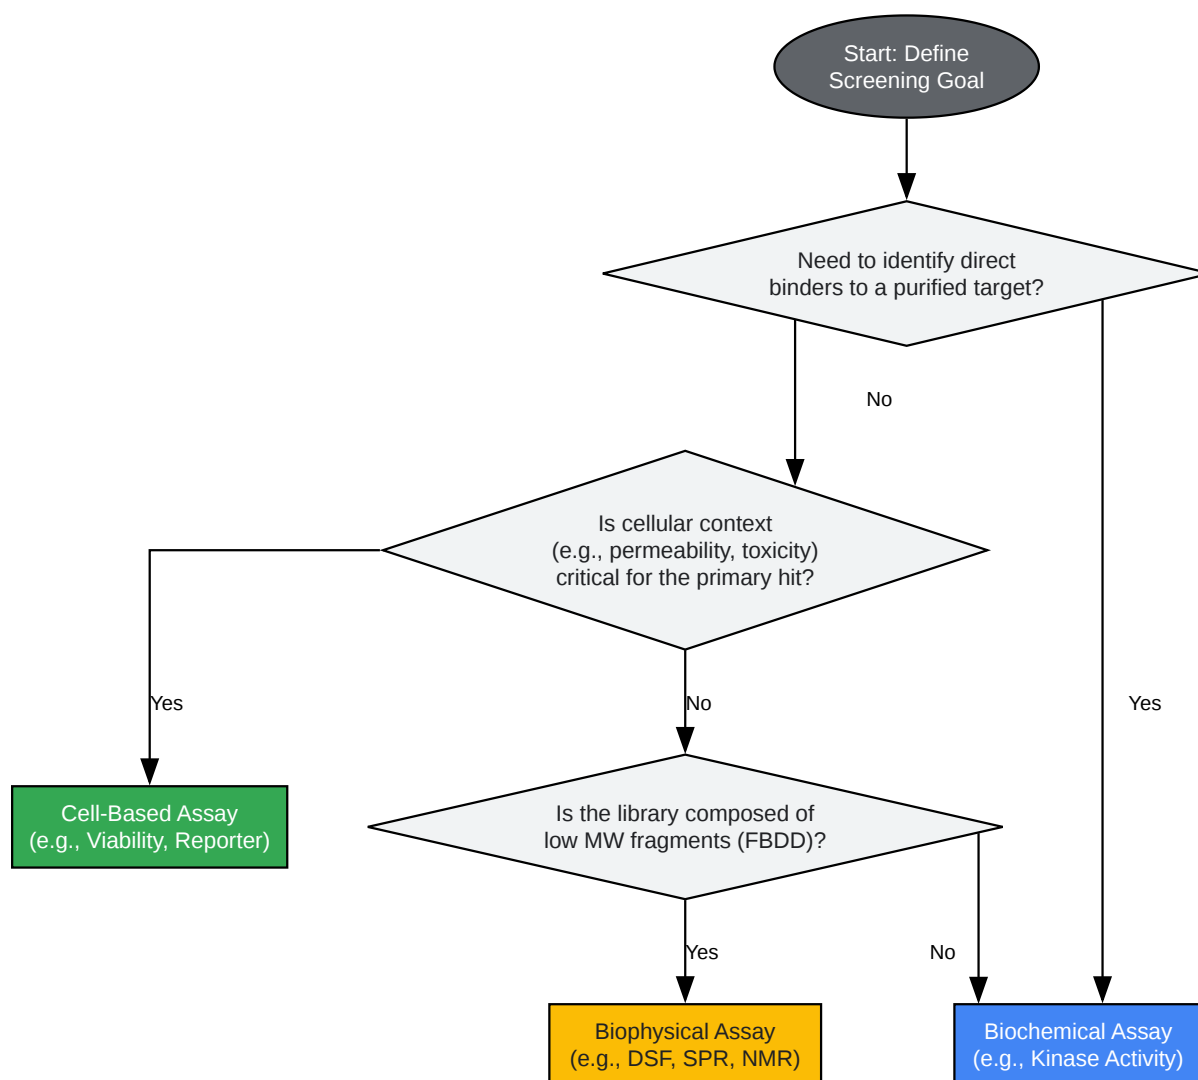 Start: Define
Screening Goal
Need to identify direct
binders to a purified target?
No
Is cellular context
(e.g., permeability, toxicity)
critical for the primary hit?
Yes
No
Yes
Cell-Based Assay
(e.g., Viability, Reporter)
Is the library composed of
low MW fragments (FBDD)?
Yes
No
Biophysical Assay
(e.g., DSF, SPR, NMR)
Biochemical Assay
(e.g., Kinase Activity)